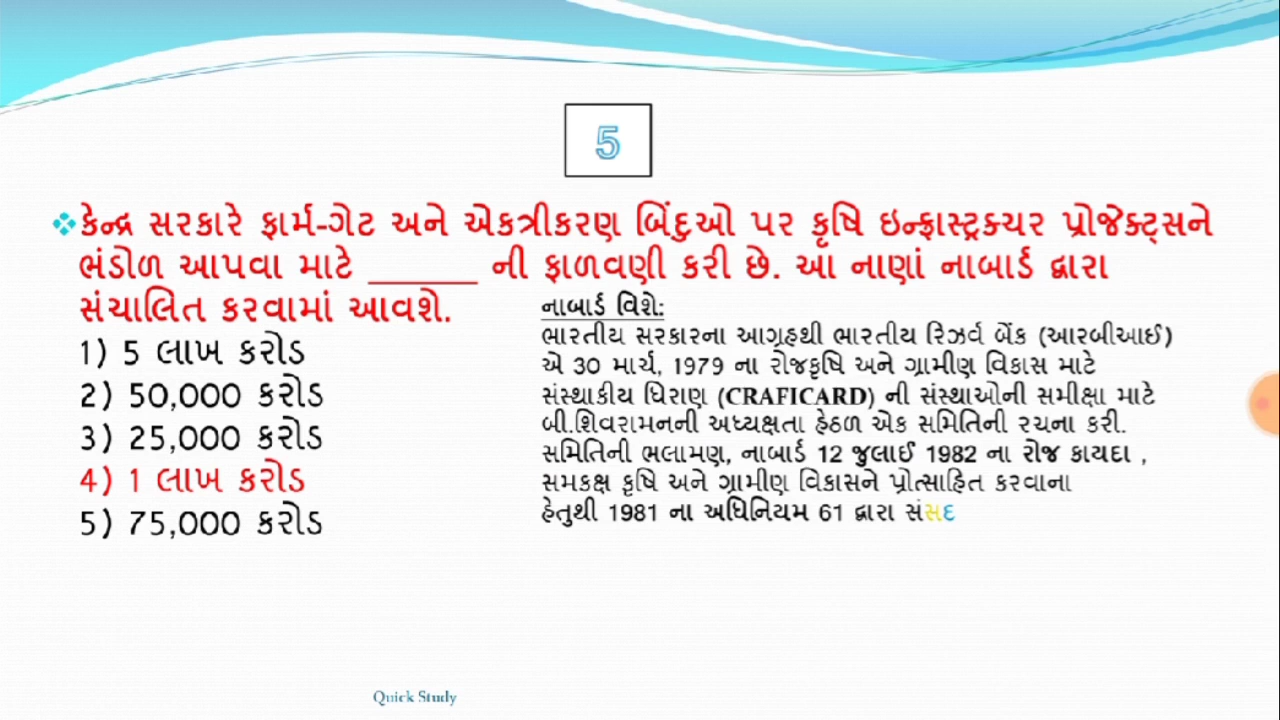 5
કેન્દ્ર સરકારે ફાર્મ-ગેટ અને એકત્રીકરણ બિંદુઓ પર કૃષિ ઇન્ફ્રાસ્ટ્રક્ચર પ્રોજેક્ટ્સને
ભંડોળ આપવા માટે ______ ની ફાળવણી કરી છે. આ નાણાં નાબાર્ડ દ્વારા
સંચાલિત કરવામાં આવશે.
1) 5 લાખ કરોડ
2) 50,000 કરોડ
3) 25,000 કરોડ
4) 1 લાખ કરોડ
5) 75,000 કરોડ
નાબાર્ડ વિશે:
ભારતીય સરકારના આગ્રહથી ભારતીય રિઝર્વ બેંક (આરબીઆઈ)
એ 30 માર્ચ, 1979 ના રોજકૃષિ અને ગ્રામીણ વિકાસ માટે
સંસ્થાકીય ધિરાણ (CRAFICARD) ની સંસ્થાઓની સમીક્ષા માટે
બી.શિવરામનની અધ્યક્ષતા હેઠળ એક સમિતિની રચના કરી.
સમિતિની ભલામણ, નાબાર્ડ 12 જુલાઈ 1982 ના રોજ કાયદા ,
સમકક્ષ કૃષિ અને ગ્રામીણ વિકાસને પ્રોત્સાહિત કરવાના
હેતુથી 1981 ના અધિનિયમ 61 દ્વારા સંસદ
Quick Study